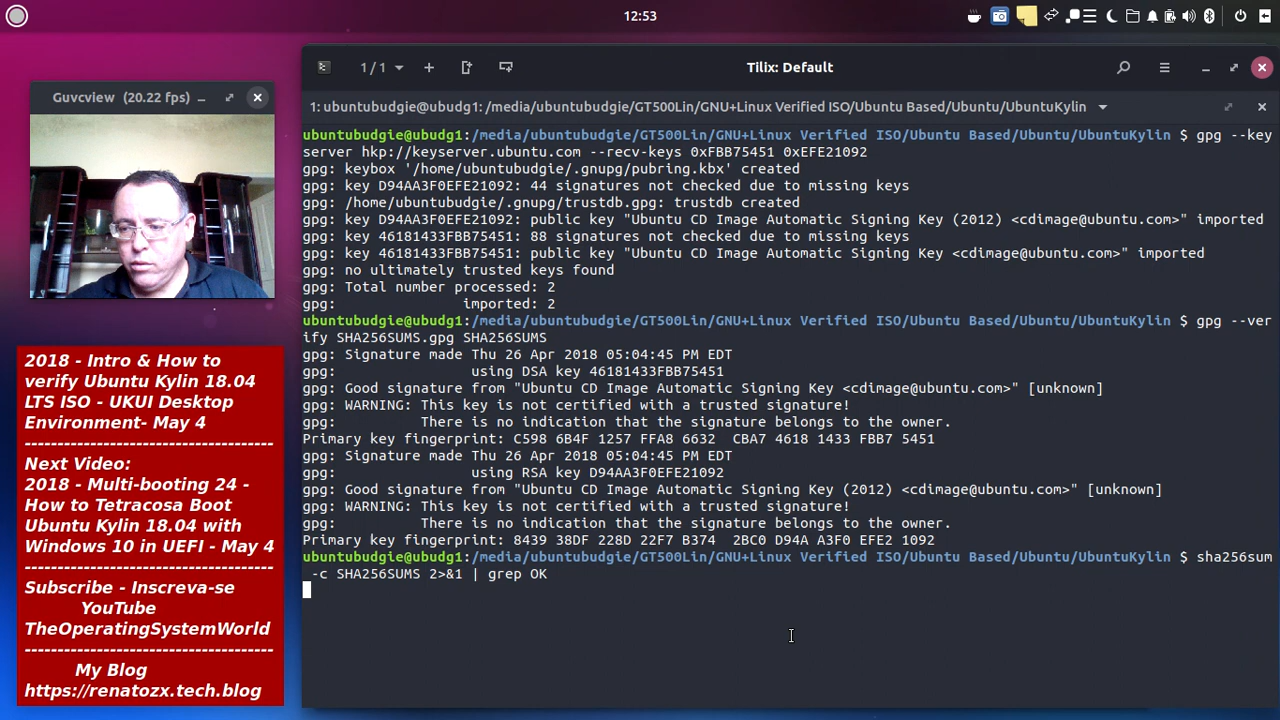 12:53
Guvcview (20.22 fps)
1 / 1
Tilix: Default
1: ubuntubudgie@ubudg1:/media/ubuntubudgie/GT500Lin/GNU+Linux Verified ISO/Ubuntu Based/Ubuntu/UbuntuKylin
ubuntubudgie@ubudg1:/media/ubuntubudgie/GT500Lin/GNU+Linux Verified ISO/Ubuntu Based/Ubuntu/UbuntuKylin $ gpg --key
server hkp://keyserver.ubuntu.com --recv-keys 0xFBB75451 0xEFE21092
gpg: keybox '/home/ubuntubudgie/.gnupg/pubring.kbx' created
gpg: key D94AA3F0EFE21092: 44 signatures not checked due to missing keys
gpg: /home/ubuntubudgie/.gnupg/trustdb.gpg: trustdb created
gpg: key D94AA3F0EFE21092: public key "Ubuntu CD Image Automatic Signing Key (2012) <cdimage@ubuntu.com>" imported
gpg: key 46181433FBB75451: 88 signatures not checked due to missing keys
gpg: key 46181433FBB75451: public key "Ubuntu CD Image Automatic Signing Key <cdimage@ubuntu.com>" imported
gpg: no ultimately trusted keys found
gpg: Total number processed: 2
gpg:               imported: 2
ubuntubudgie@ubudg1:/media/ubuntubudgie/GT500Lin/GNU+Linux Verified ISO/Ubuntu Based/Ubuntu/UbuntuKylin $ gpg --ver
ify SHA256SUMS.gpg SHA256SUMS
gpg: Signature made Thu 26 Apr 2018 05:04:45 PM EDT
gpg:                using DSA key 46181433FBB75451
gpg: Good signature from "Ubuntu CD Image Automatic Signing Key <cdimage@ubuntu.com>" [unknown]
gpg: WARNING: This key is not certified with a trusted signature!
gpg:          There is no indication that the signature belongs to the owner.
Primary key fingerprint: C598 6B4F 1257 FFA8 6632  CBA7 4618 1433 FBB7 5451
gpg: Signature made Thu 26 Apr 2018 05:04:45 PM EDT
gpg:                using RSA key D94AA3F0EFE21092
gpg: Good signature from "Ubuntu CD Image Automatic Signing Key (2012) <cdimage@ubuntu.com>" [unknown]
gpg: WARNING: This key is not certified with a trusted signature!
gpg:          There is no indication that the signature belongs to the owner.
Primary key fingerprint: 8439 38DF 228D 22F7 B374  2BC0 D94A A3F0 EFE2 1092
ubuntubudgie@ubudg1:/media/ubuntubudgie/GT500Lin/GNU+Linux Verified ISO/Ubuntu Based/Ubuntu/UbuntuKylin $ sha256sum
 -c SHA256SUMS 2>&1 | grep OK
2018 - Intro & How to
verify Ubuntu Kylin 18.04
LTS ISO - UKUI Desktop
Environment- May 4
------------------------------------
Next Video:
2018 - Multi-booting 24 -
How to Tetracosa Boot
Ubuntu Kylin 18.04 with
Windows 10 in UEFI - May 4
------------------------------------
Subscribe - Inscreva-se
YouTube
TheOperatingSystemWorld
------------------------------------
My Blog
https://renatozx.tech.blog